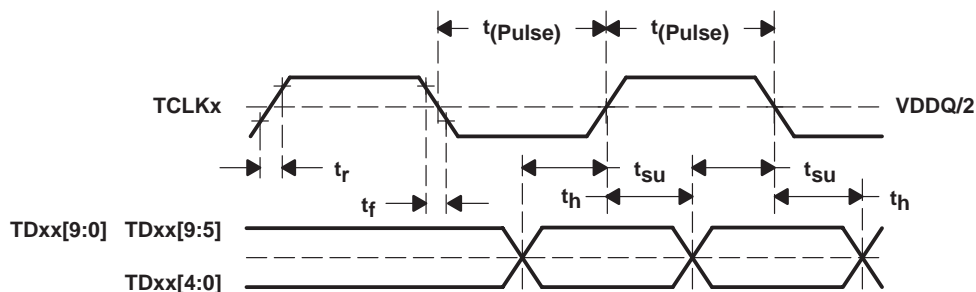 t(Pulse) t(Pulse)
TCLKx VDDQ/2
tr tsu tsu
tf th th
TDxx[9:0] TDxx[9:5]
TDxx[4:0]